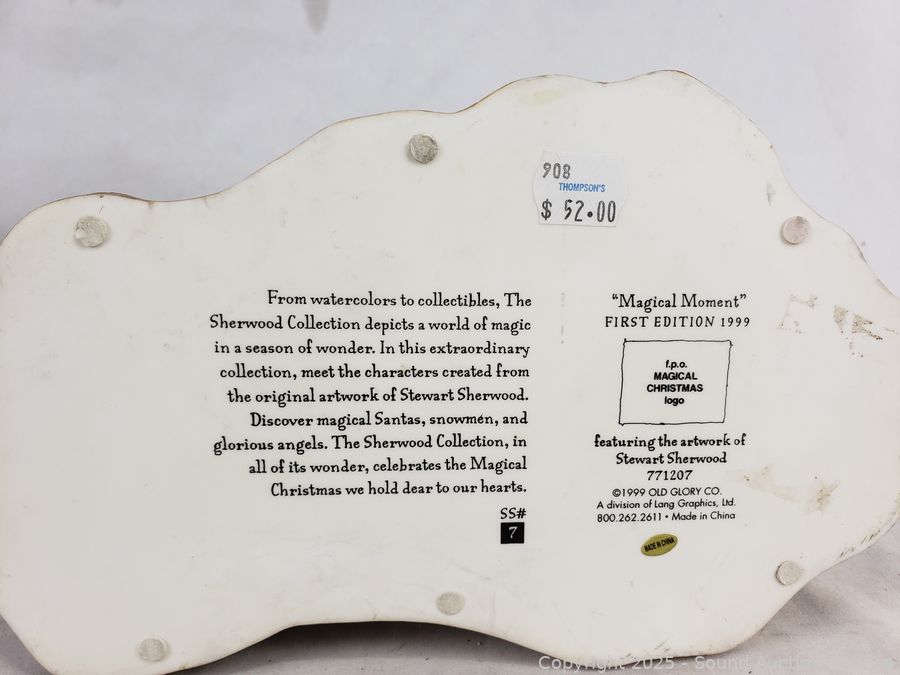 908
THOMPSON'S
$ 52.00
From watercolors to collectibles, The
Sherwood Collection depicts a world of magic
in a season of wonder. In this extraordinary
collection, meet the characters created from
the original artwork of Stewart Sherwood.
Discover magical Santas, snowmen, and
glorious angels. The Sherwood Collection, in
all of its wonder, celebrates the Magical
Christmas we hold dear to our hearts.
SS#
7
“Magical Moment”
FIRST EDITION 1999
f.p.o.
MAGICAL
CHRISTMAS
logo
featuring the artwork of
Stewart Sherwood
771207
©1999 OLD GLORY CO.
A division of Lang Graphics, Ltd.
800.262.2611 • Made in China
MADE IN CHINA
Copyright 2025 - Sound Auction